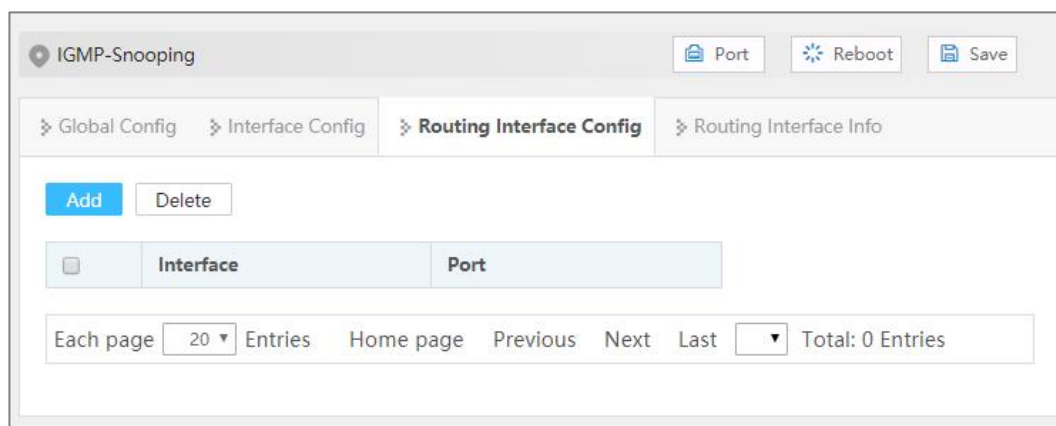 IGMP-Snooping Port Reboot Save
Global Config Interface Config Routing Interface Config Routing Interface Info
Add Delete
Interface Port
Each page 20 Entries Home page Previous Next Last Total: 0 Entries